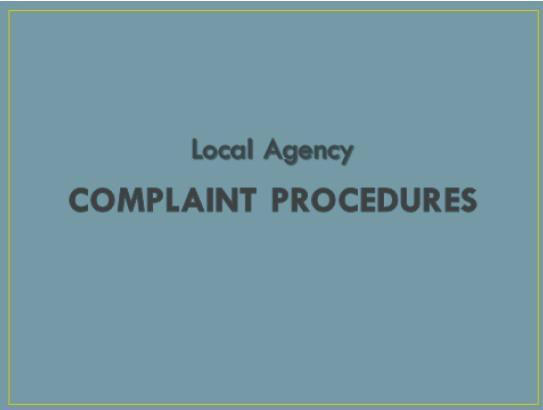 Local Agency
COMPLAINT PROCEDURES